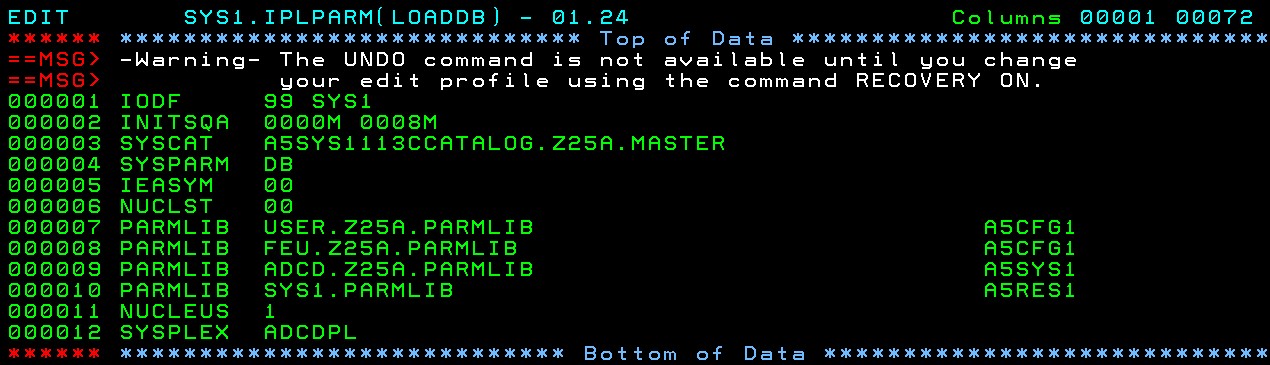 EDIT       SYS1.IPLPARM(LOADDB) - 01.24                    Columns 00001 00072
****** ***************************** Top of Data ******************************
==MSG> -Warning- The UNDO command is not available until you change
==MSG>           your edit profile using the command RECOVERY ON.
000001 IODF     99 SYS1
000002 INITSQA  0000M 0008M
000003 SYSCAT   A5SYS1113CCATALOG.Z25A.MASTER
000004 SYSPARM  DB
000005 IEASYM   00
000006 NUCLST   00
000007 PARMLIB  USER.Z25A.PARMLIB                            A5CFG1
000008 PARMLIB  FEU.Z25A.PARMLIB                             A5CFG1
000009 PARMLIB  ADCD.Z25A.PARMLIB                            A5SYS1
000010 PARMLIB  SYS1.PARMLIB                                 A5RES1
000011 NUCLEUS  1
000012 SYSPLEX  ADCDPL
****** **************************** Bottom of Data ****************************